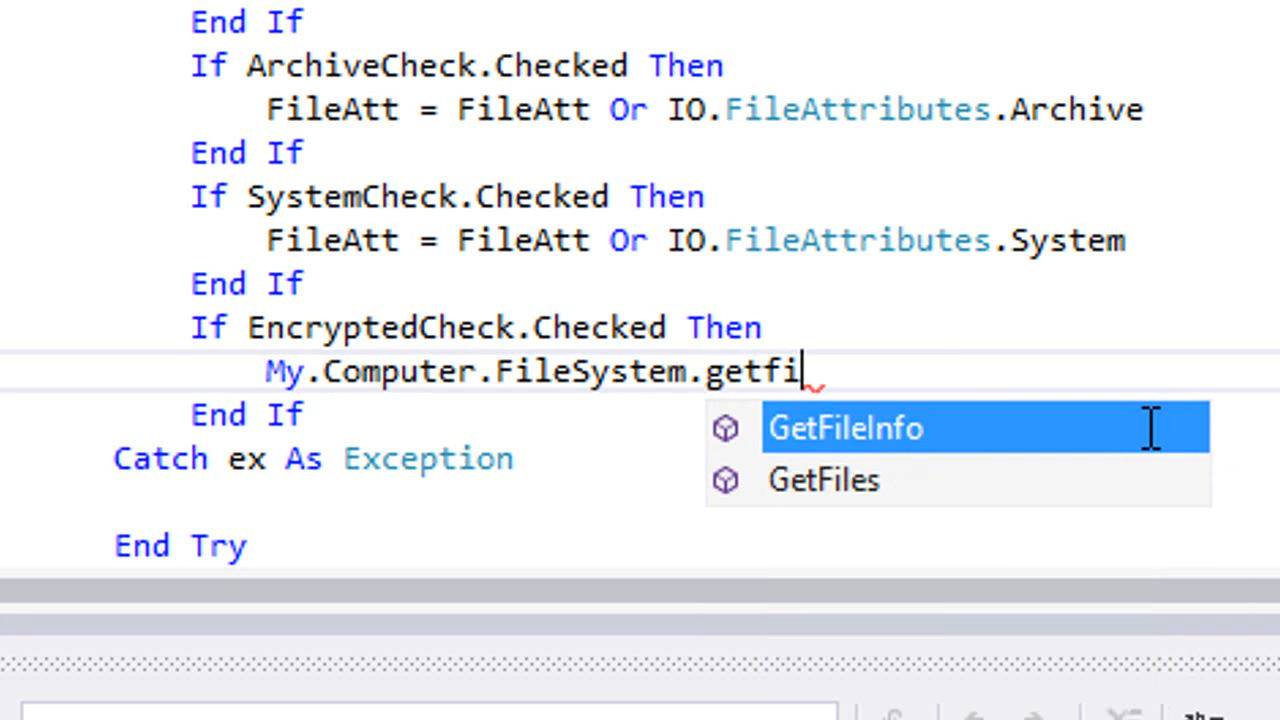 End If
If ArchiveCheck.Checked Then
FileAtt = FileAtt Or IO.FileAttributes.Archive
End If
If SystemCheck.Checked Then
FileAtt = FileAtt Or IO.FileAttributes.System
End If
If EncryptedCheck.Checked Then
My.Computer.FileSystem.getfi
GetFileInfo
GetFiles
End If
Catch ex As Exception
End Try